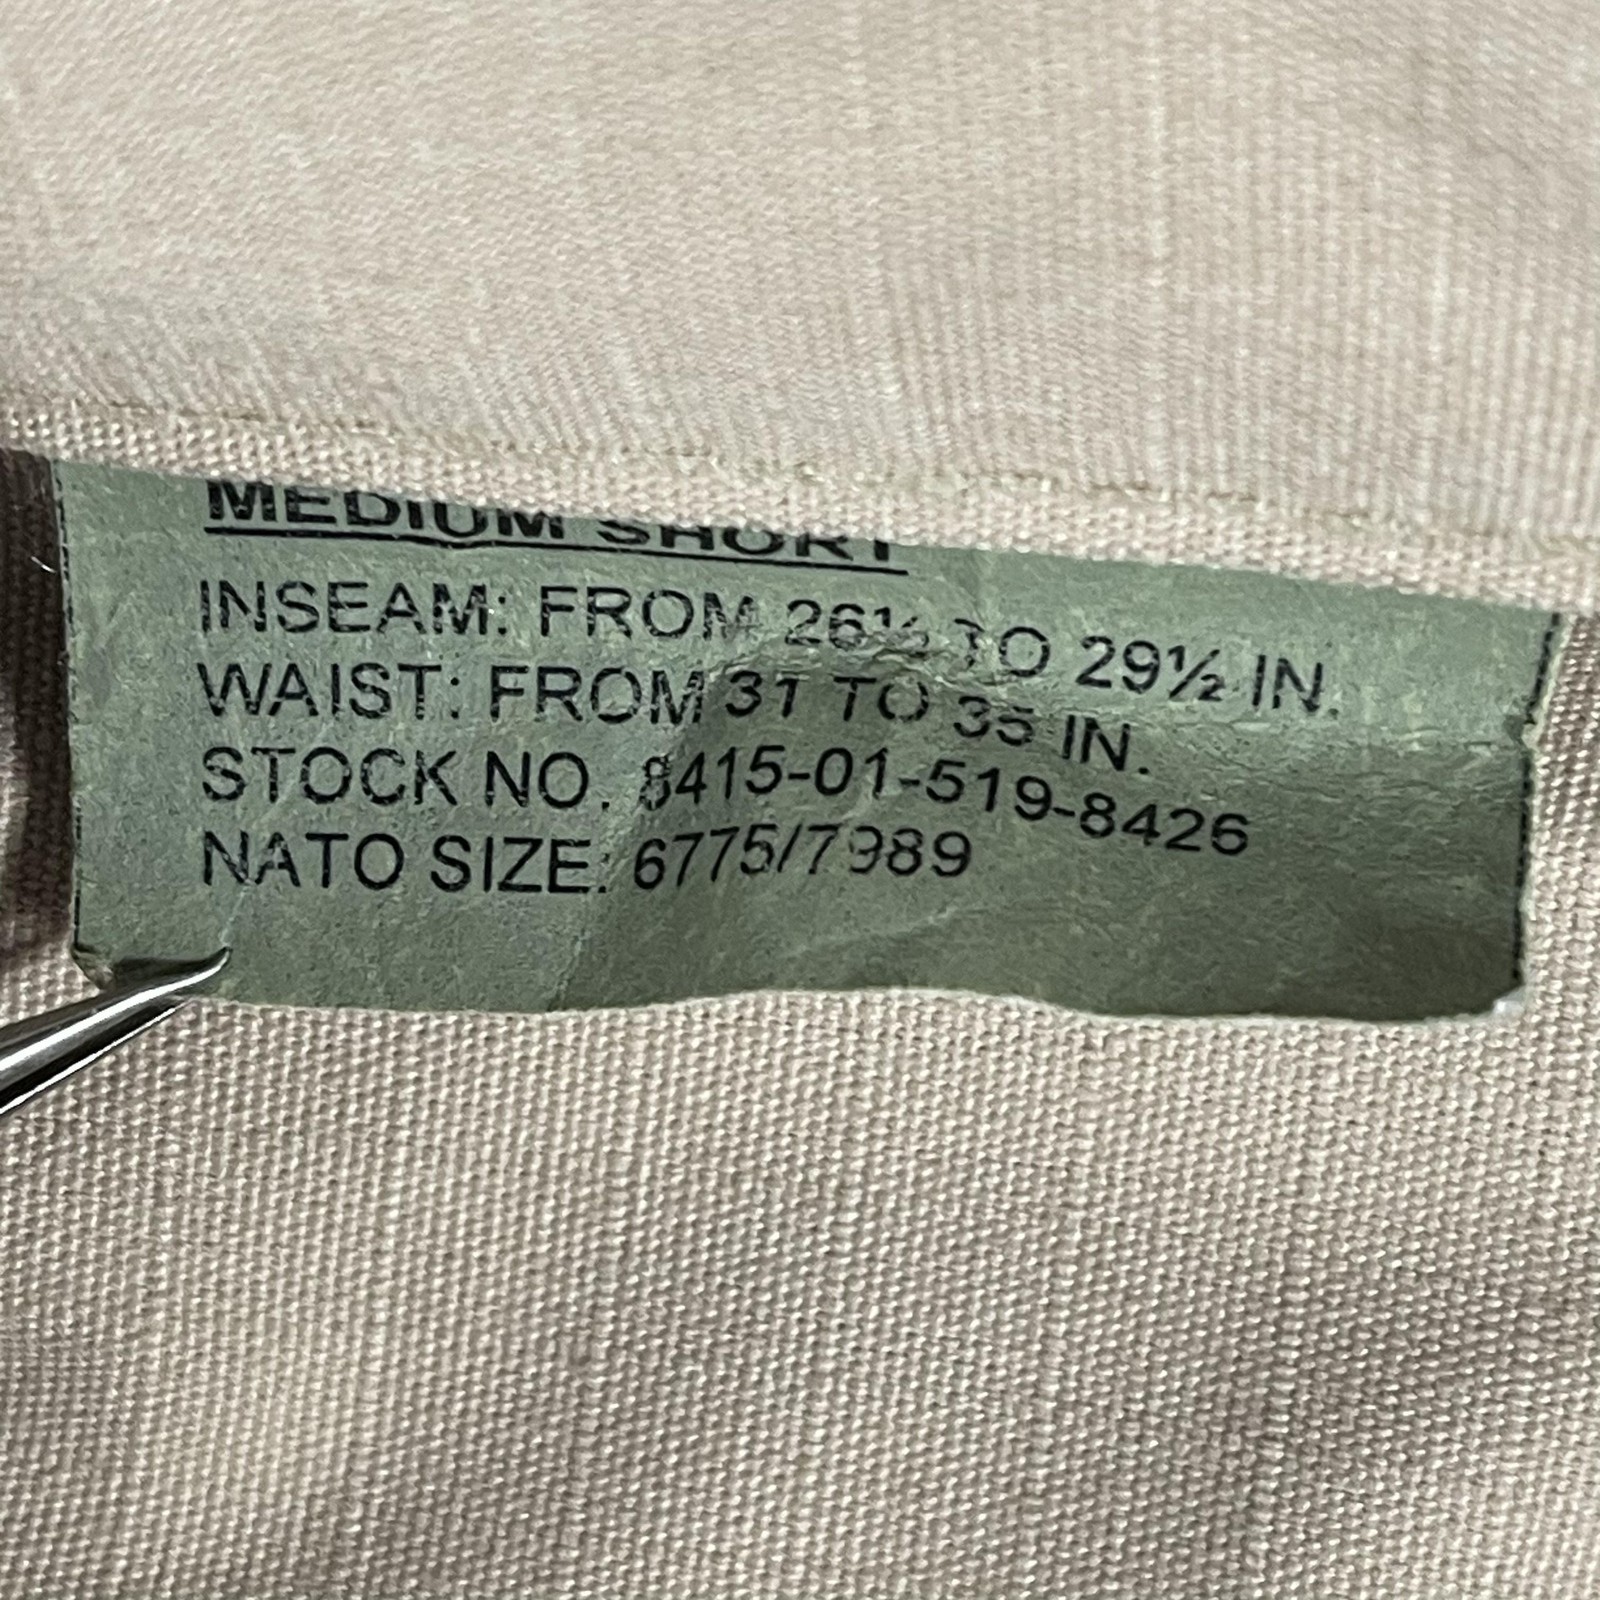 MEDIUM SHORT
INSEAM: FROM 26½ TO 29½ IN.
WAIST: FROM 31 TO 35 IN.
STOCK NO. 8415-01-519-8426
NATO SIZE: 6775/7989